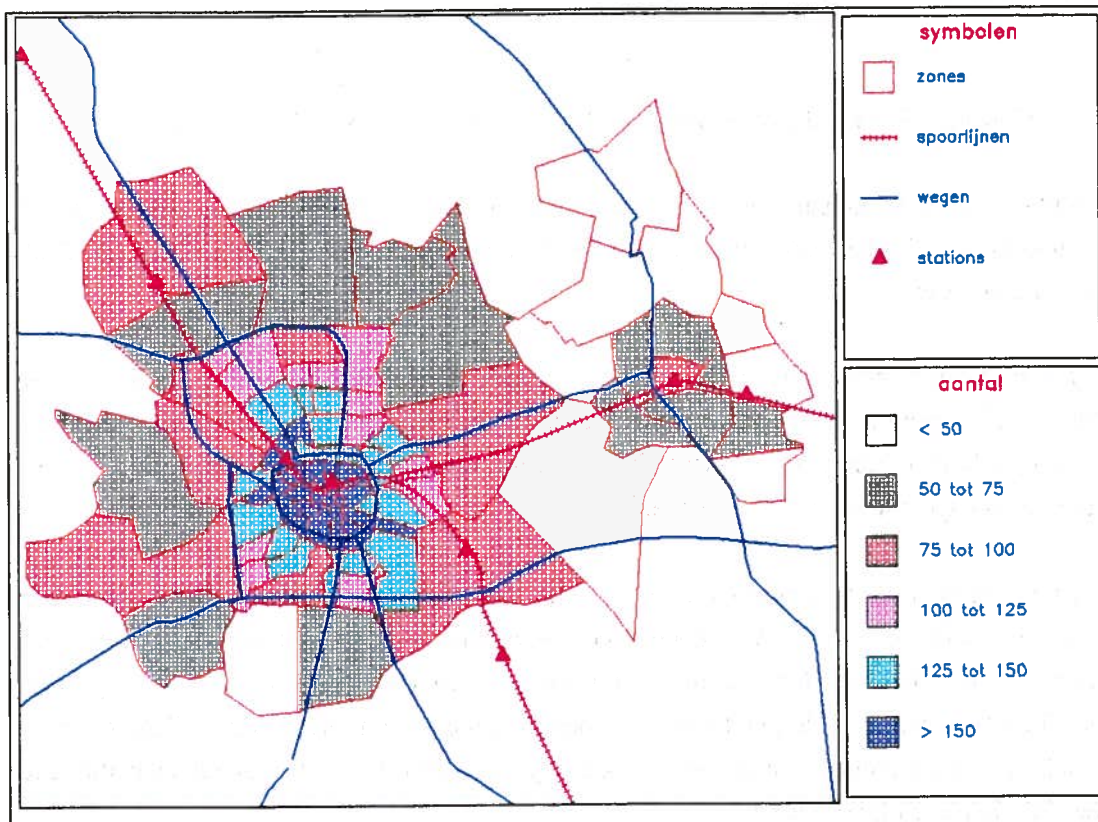 symbolen
zones
spoorlijnen
wegen
stations
aantal
< 50
50 tot 75
75 tot 100
100 tot 125
125 tot 150
> 150